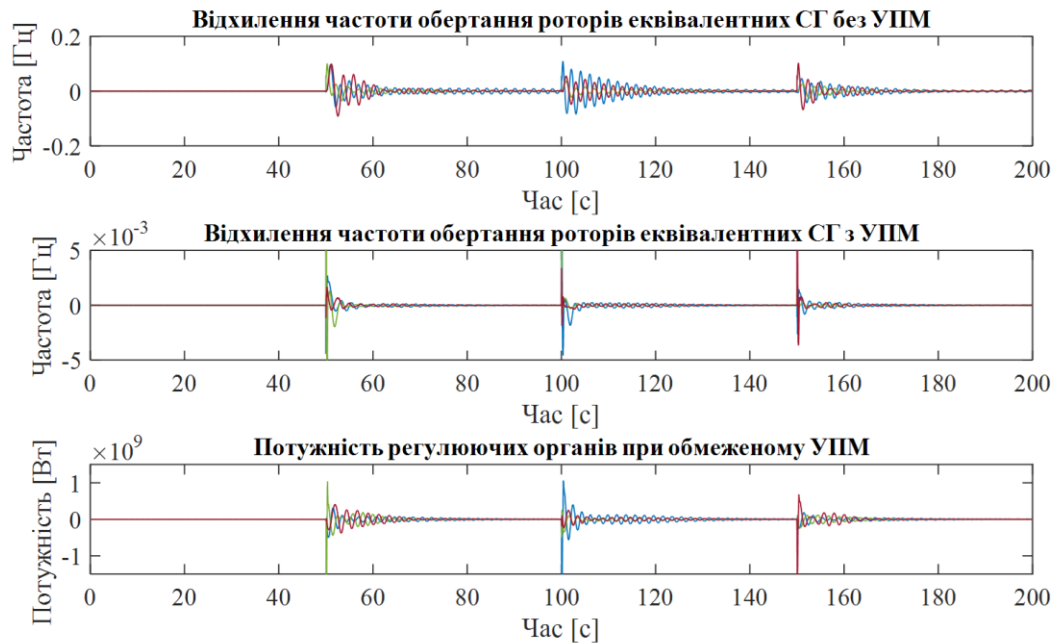 Відхилення частоти обертання роторів еквівалентних СГ без УПМ
Частота [Гц]
0.2
0
-0.2
0 20 40 60 80 100 120 140 160 180 200
Час [с]
×10⁻³
Відхилення частоти обертання роторів еквівалентних СГ з УПМ
Частота [Гц]
5
0
-5
0 20 40 60 80 100 120 140 160 180 200
Час [с]
×10⁹
Потужність регулюючих органів при обмеженому УПМ
Потужність [Вт]
1
0
-1
0 20 40 60 80 100 120 140 160 180 200
Час [с]